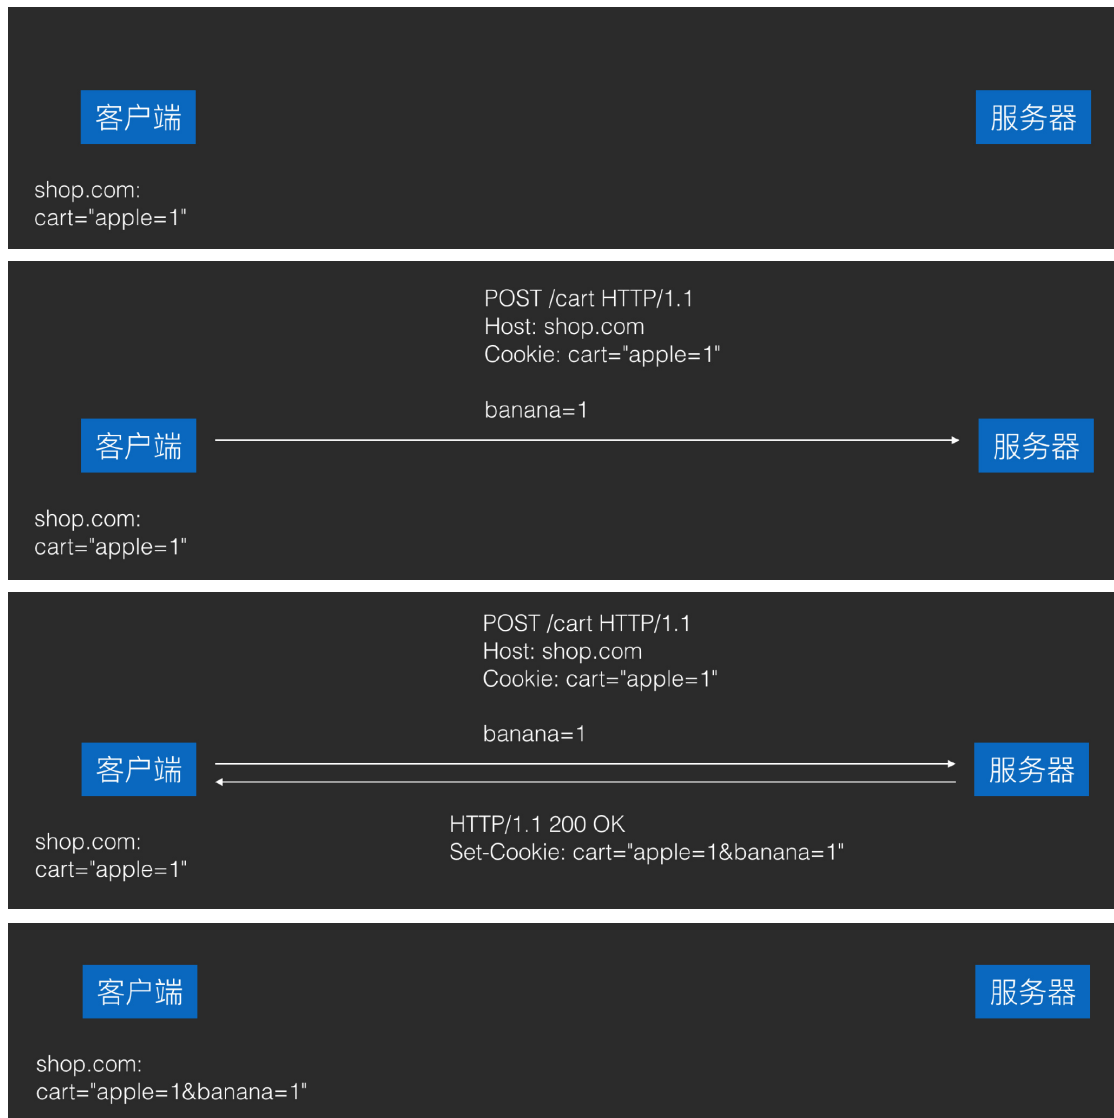 客户端
服务器
shop.com:
cart="apple=1"
POST /cart HTTP/1.1
Host: shop.com
Cookie: cart="apple=1"
banana=1
客户端
服务器
shop.com:
cart="apple=1"
POST /cart HTTP/1.1
Host: shop.com
Cookie: cart="apple=1"
banana=1
客户端
服务器
HTTP/1.1 200 OK
Set-Cookie: cart="apple=1&banana=1"
shop.com:
cart="apple=1"
客户端
服务器
shop.com:
cart="apple=1&banana=1"